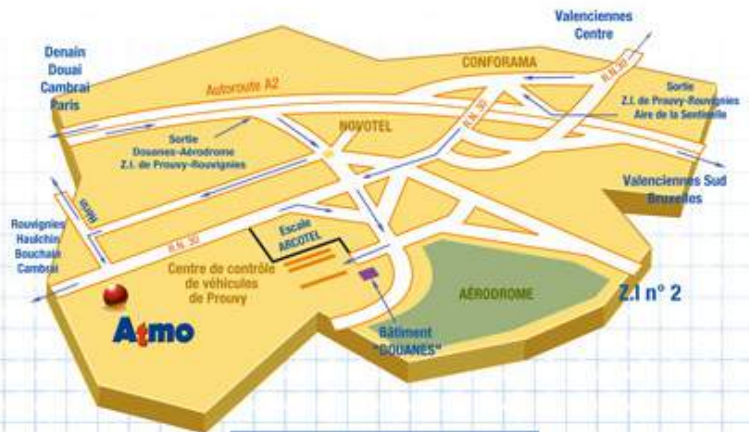 Valenciennes
Centre
Denain
Douai
Cambrai
Paris
CONFORAMA
R.N.30
Autoroute A2
Sortie
Z.I. de Prouvy-Rouvignies
Aire de la Sentinelle
R.N. 30
NOVOTEL
Sortie
Douanes-Aérodrome
Z.I. de Prouvy-Rouvignies
Valenciennes Sud
Bruxelles
Hérin
Rouvignies
Haulchin
Bouchain
Cambrai
Escale
ARCOTEL
R.N. 30
Centre de contrôle
de véhicules
de Prouvy
AÉRODROME
Z.I n° 2
Atmo
Bâtiment
"DOUANES"